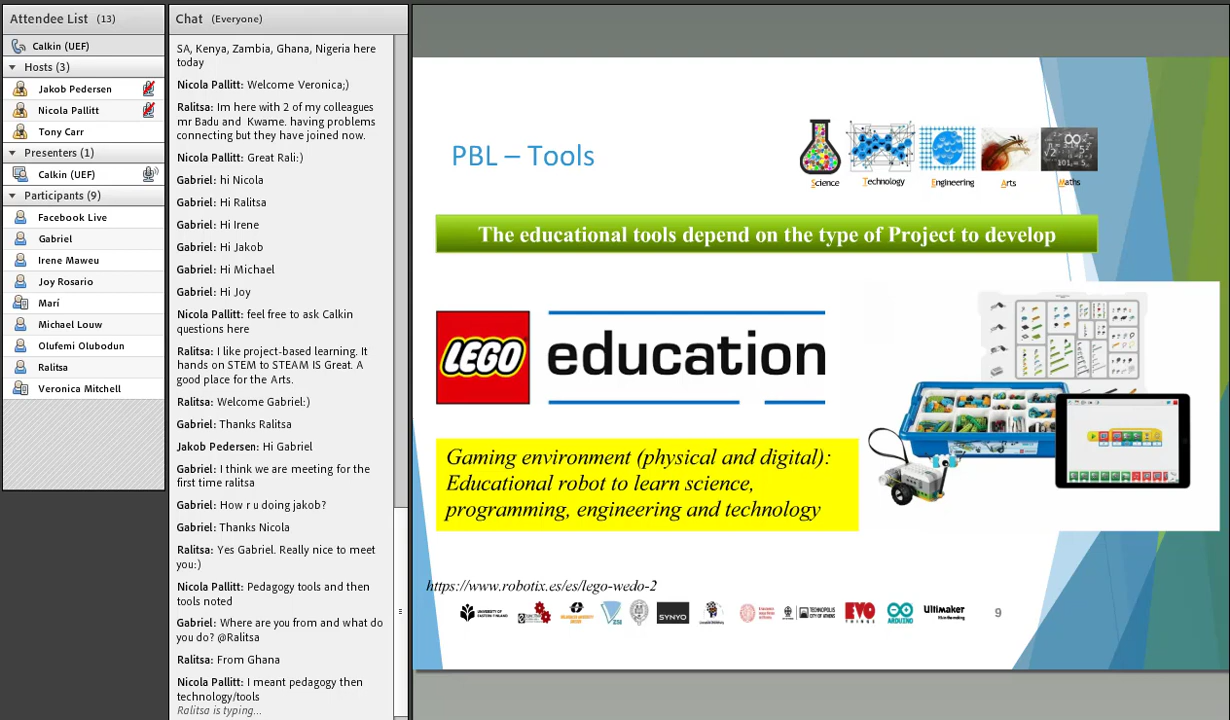 Attendee List (13)
Calkin (UEF)
Hosts (3)
Jakob Pedersen
Nicola Pallitt
Tony Carr
Presenters (1)
Calkin (UEF)
Participants (9)
Facebook Live
Gabriel
Irene Maweu
Joy Rosario
Marí
Michael Louw
Olufemi Olubodun
Ralitsa
Veronica Mitchell
Chat (Everyone)
SA, Kenya, Zambia, Ghana, Nigeria here
today
Nicola Pallitt: Welcome Veronica;)
Ralitsa: Im here with 2 of my colleagues
mr Badu and Kwame. having problems
connecting but they have joined now.
Nicola Pallitt: Great Rali:)
Gabriel: hi Nicola
Gabriel: Hi Ralitsa
Gabriel: Hi Irene
Gabriel: Hi Jakob
Gabriel: Hi Michael
Gabriel: Hi Joy
Nicola Pallitt: feel free to ask Calkin
questions here
Ralitsa: I like project-based learning. It
hands on STEM to STEAM IS Great. A
good place for the Arts.
Ralitsa: Welcome Gabriel:)
Gabriel: Thanks Ralitsa
Jakob Pedersen: Hi Gabriel
Gabriel: I think we are meeting for the
first time ralitsa
Gabriel: How r u doing jakob?
Gabriel: Thanks Nicola
Ralitsa: Yes Gabriel. Really nice to meet
you:)
Nicola Pallitt: Pedagogy tools and then
tools noted
Gabriel: Where are you from and what do
you do? @Ralitsa
Ralitsa: From Ghana
Nicola Pallitt: I meant pedagogy then
technology/tools
Ralitsa is typing...
PBL – Tools
Science
Technology
Engineering
Arts
Maths
The educational tools depend on the type of Project to develop
LEGO education
Gaming environment (physical and digital):
Educational robot to learn science,
programming, engineering and technology
https://www.robotix.es/es/lego-wedo-2
UNIVERSITY OF
EASTERN FINLAND
ZSI
SYNYO
TECHNOPOLIS
CITY OF ATHENS
EVO
ARDUINO
Ultimaker
9